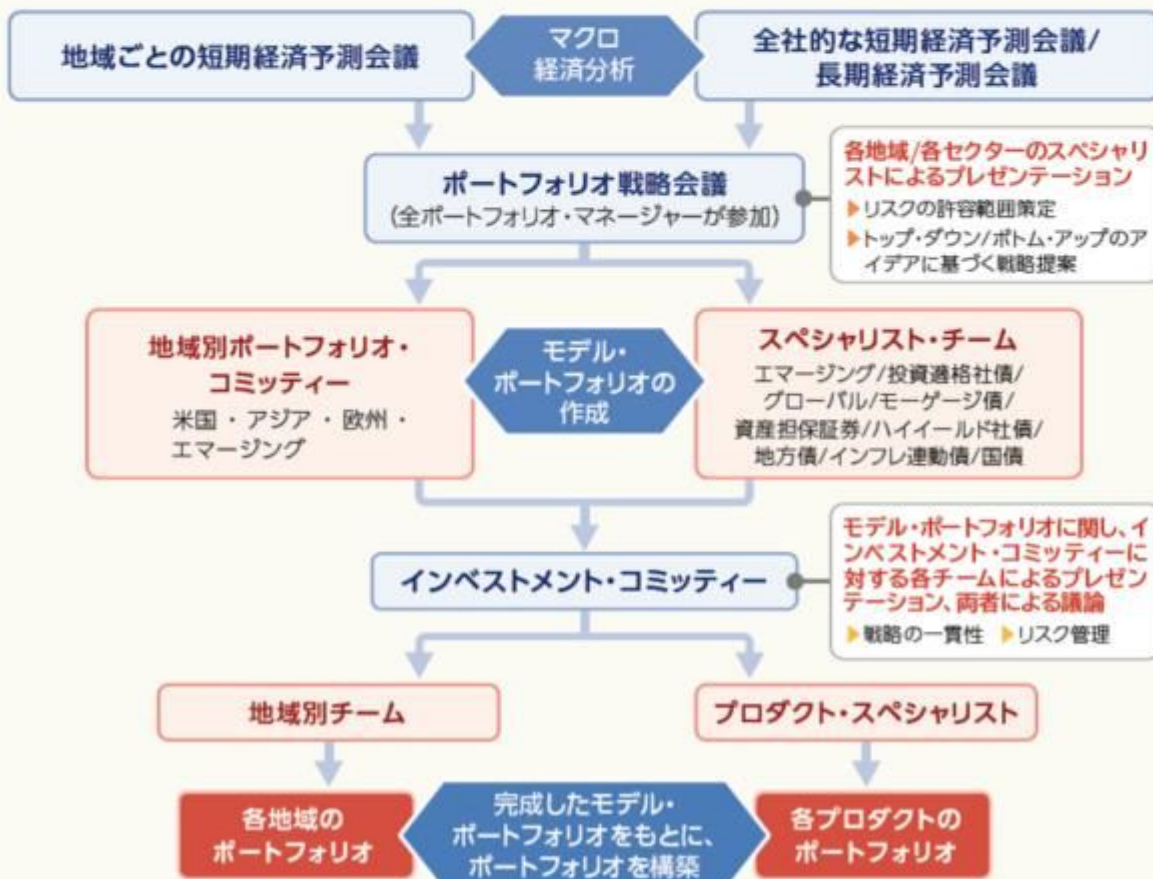 地域ごとの短期経済予測会議
マクロ
経済分析
全社的な短期経済予測会議/
長期経済予測会議
ポートフォリオ戦略会議
(全ポートフォリオ・マネージャーが参加)
各地域/各セクターのスペシャリ
ストによるプレゼンテーション
▶リスクの許容範囲策定
▶トップ・ダウン/ボトム・アップのア
イデアに基づく戦略提案
地域別ポートフォリオ・
コミッティー
米国・アジア・欧州・
エマージング
モデル・
ポートフォリオの
作成
スペシャリスト・チーム
エマージング/投資適格社債/
グローバル/モーゲージ債/
資産担保証券/ハイイールド社債/
地方債/インフレ連動債/国債
インベストメント・コミッティー
モデル・ポートフォリオに関し、イ
ンベストメント・コミッティーに
対する各チームによるプレゼン
テーション、両者による議論
▶戦略の一貫性 ▶リスク管理
地域別チーム
プロダクト・スペシャリスト
各地域の
ポートフォリオ
完成したモデル・
ポートフォリオをもとに、
ポートフォリオを構築
各プロダクトの
ポートフォリオ